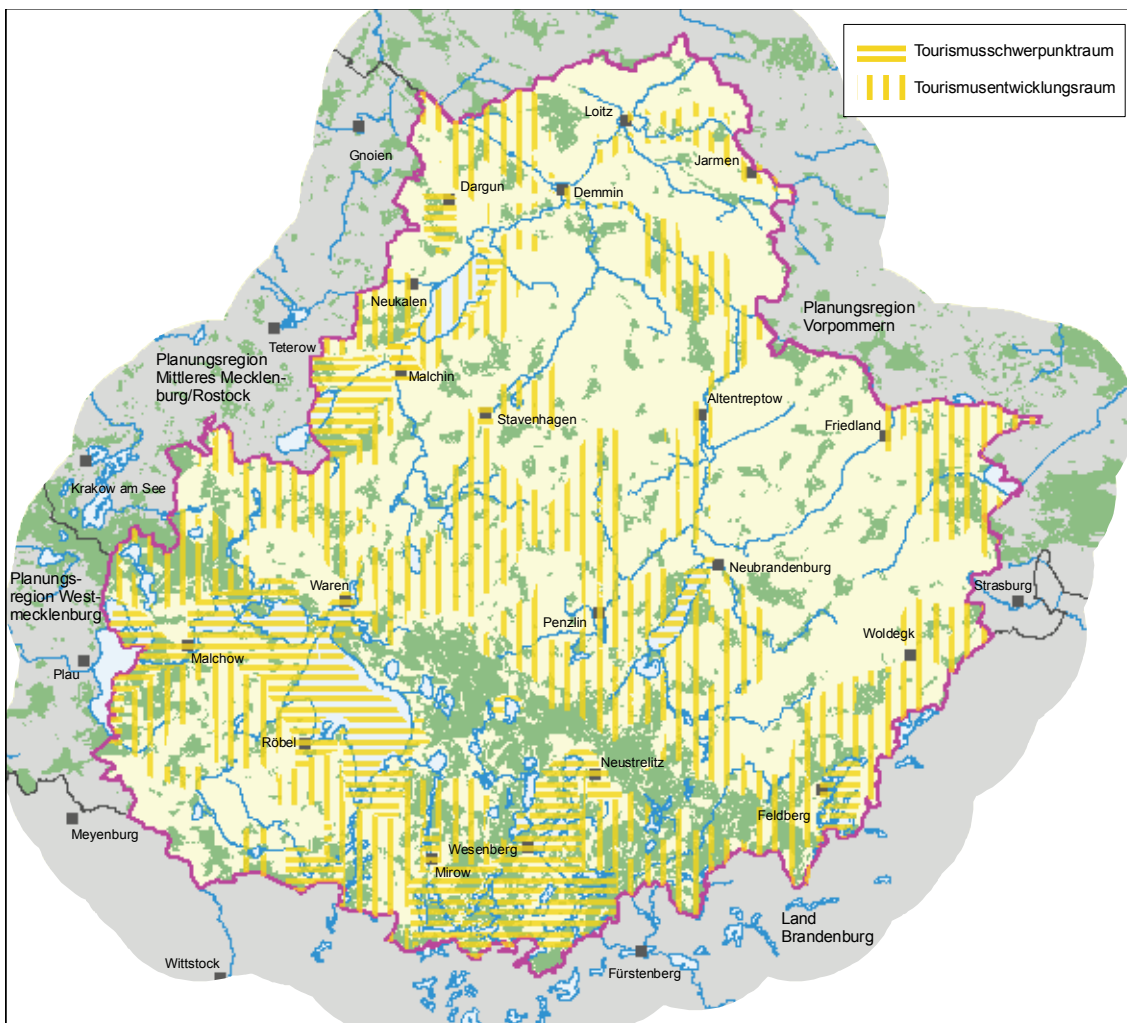 Tourismusschwerpunktraum
Tourismusentwicklungsraum
Loitz
Gnoien
Jarmen
Dargun
Demmin
Neukalen
Planungsregion
Vorpommern
Teterow
Planungsregion
Mittleres Mecklen-
burg/Rostock
Malchin
Altentreptow
Stavenhagen
Friedland
Krakow am See
Neubrandenburg
Planungs-
region West-
mecklenburg
Waren
Strasburg
Penzlin
Woldegk
Malchow
Plau
Röbel
Neustrelitz
Feldberg
Meyenburg
Wesenberg
Mirow
Land
Brandenburg
Wittstock
Fürstenberg